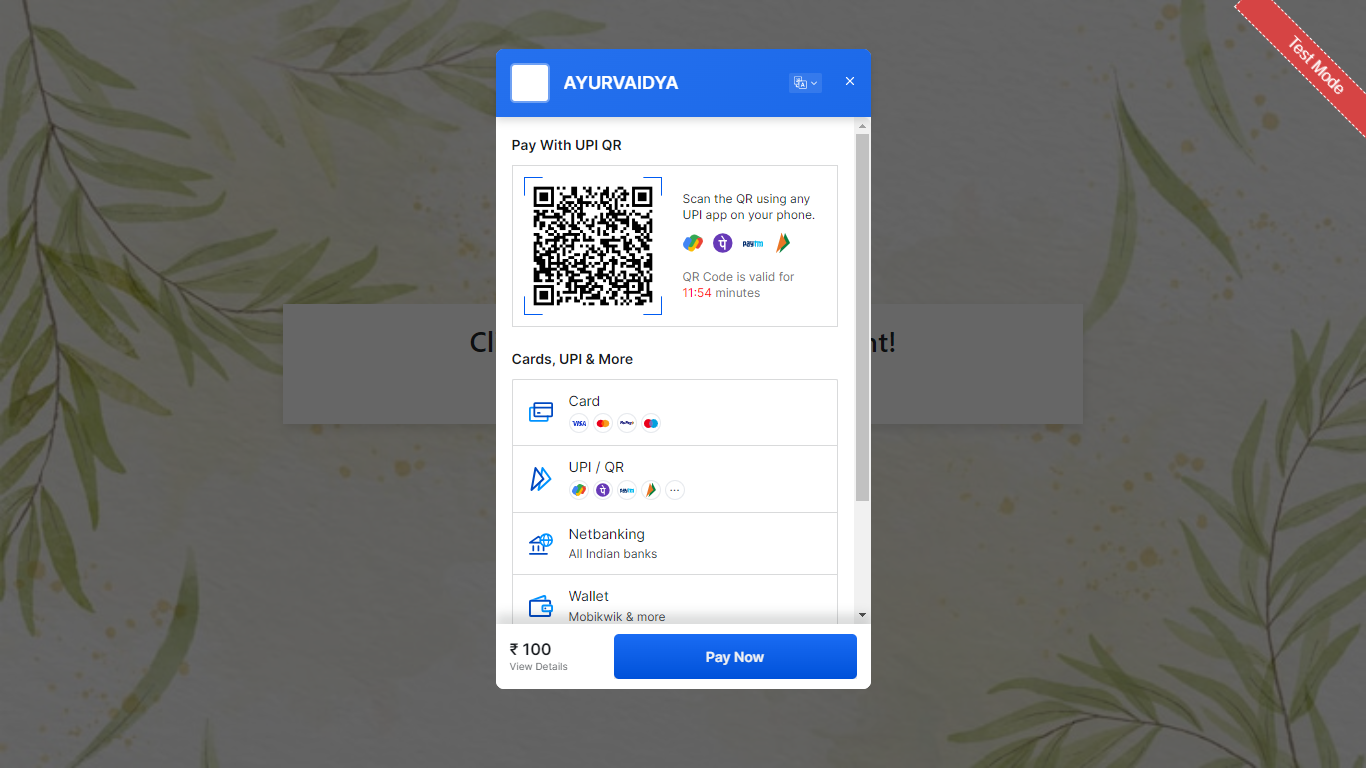 Test Mode
AYURVAIDYA
Pay With UPI QR
Scan the QR using any
UPI app on your phone.
paytm
QR Code is valid for
11:54 minutes
nt!
Cards, UPI & More
Card
VISA
RuPay
UPI / QR
paytm
Netbanking
All Indian banks
Wallet
Mobikwik & more
₹ 100
View Details
Pay Now